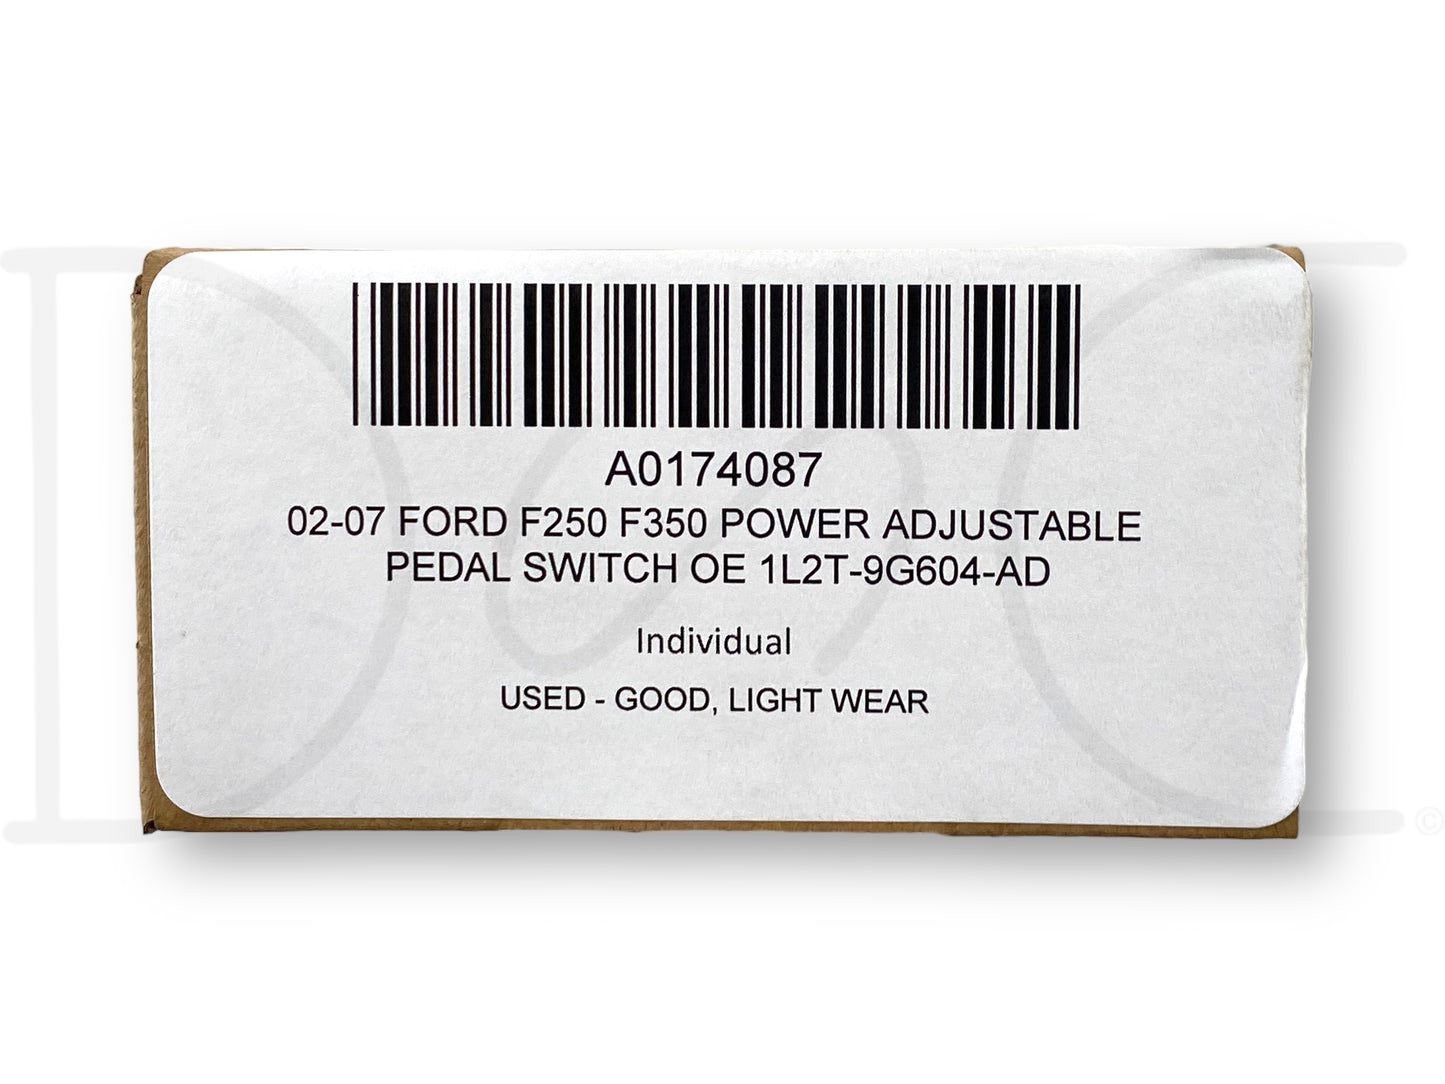 A0174087
02-07 FORD F250 F350 POWER ADJUSTABLE
PEDAL SWITCH OE 1L2T-9G604-AD
Individual
USED - GOOD, LIGHT WEAR
©